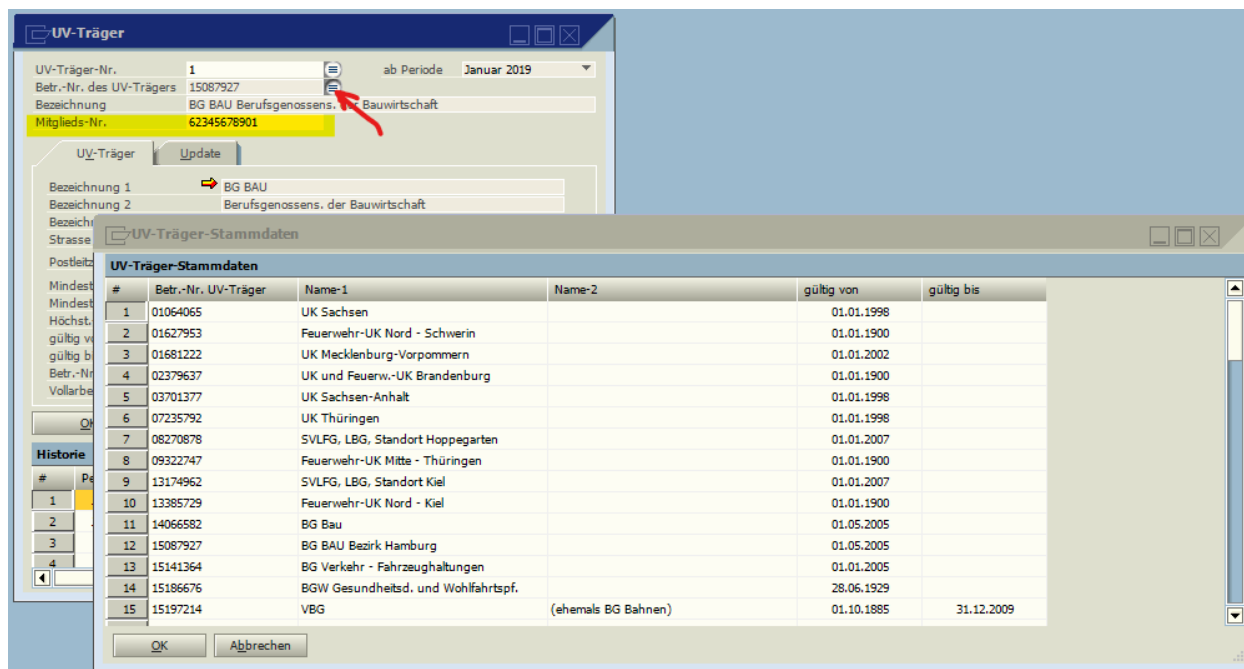 UV-Träger
UV-Träger-Nr. 1 ab Periode Januar 2019
Betr.-Nr. des UV-Trägers 15087927
Bezeichnung BG BAU Berufsgenossens. der Bauwirtschaft
Mitglieds-Nr. 62345678901
UV-Träger Update
Bezeichnung 1 BG BAU
Bezeichnung 2 Berufsgenossens. der Bauwirtschaft
Strasse
Postleitz
Mindest
Mindest
Höchst.
gültig
gültig
Betr.-Nr
Vollarbe
Historie
#
1
2
3
4
UV-Träger-Stammdaten
UV-Träger-Stammdaten
# Betr.-Nr. UV-Träger Name-1 Name-2 gültig von gültig bis
1 01064065 UK Sachsen 01.01.1998
2 01627953 Feuerwehr-UK Nord - Schwerin 01.01.1900
3 01681222 UK Mecklenburg-Vorpommern 01.01.2002
4 02379637 UK und Feuerw.-UK Brandenburg 01.01.1900
5 03701377 UK Sachsen-Anhalt 01.01.1998
6 07235792 UK Thüringen 01.01.1998
7 08270878 SVLFG, LBG, Standort Hoppegarten 01.01.2007
8 09322747 Feuerwehr-UK Mitte - Thüringen 01.01.1900
9 13174962 SVLFG, LBG, Standort Kiel 01.01.2007
10 13385729 Feuerwehr-UK Nord - Kiel 01.01.1900
11 14066582 BG Bau 01.05.2005
12 15087927 BG BAU Bezirk Hamburg 01.05.2005
13 15141364 BG Verkehr - Fahrzeughaltungen 01.01.2005
14 15186676 BGW Gesundheitsd. und Wohlfahrtspf. 28.06.1929
15 15197214 VBG (ehemals BG Bahnen) 01.10.1885 31.12.2009
OK Abbrechen